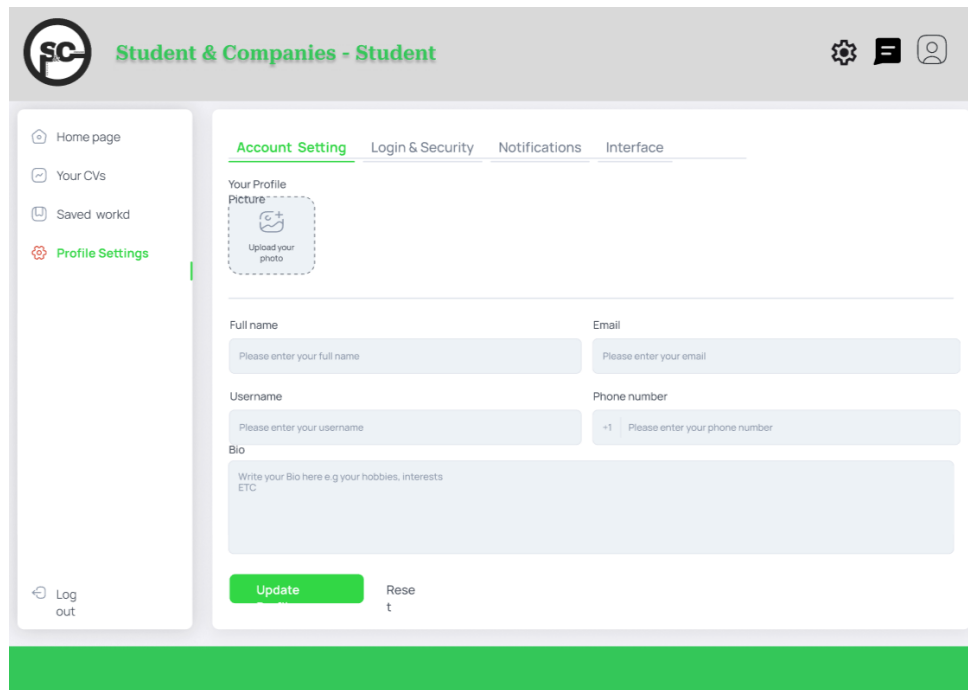 SC
Student & Companies - Student
Home page
Your CVs
Saved workd
Profile Settings
Log
out
Account Setting
Login & Security
Notifications
Interface
Your Profile
Picture
Upload your
photo
Full name
Please enter your full name
Email
Please enter your email
Username
Please enter your username
Phone number
+1
Please enter your phone number
Bio
Write your Bio here e.g your hobbies, interests
ETC
Update
Rese
t